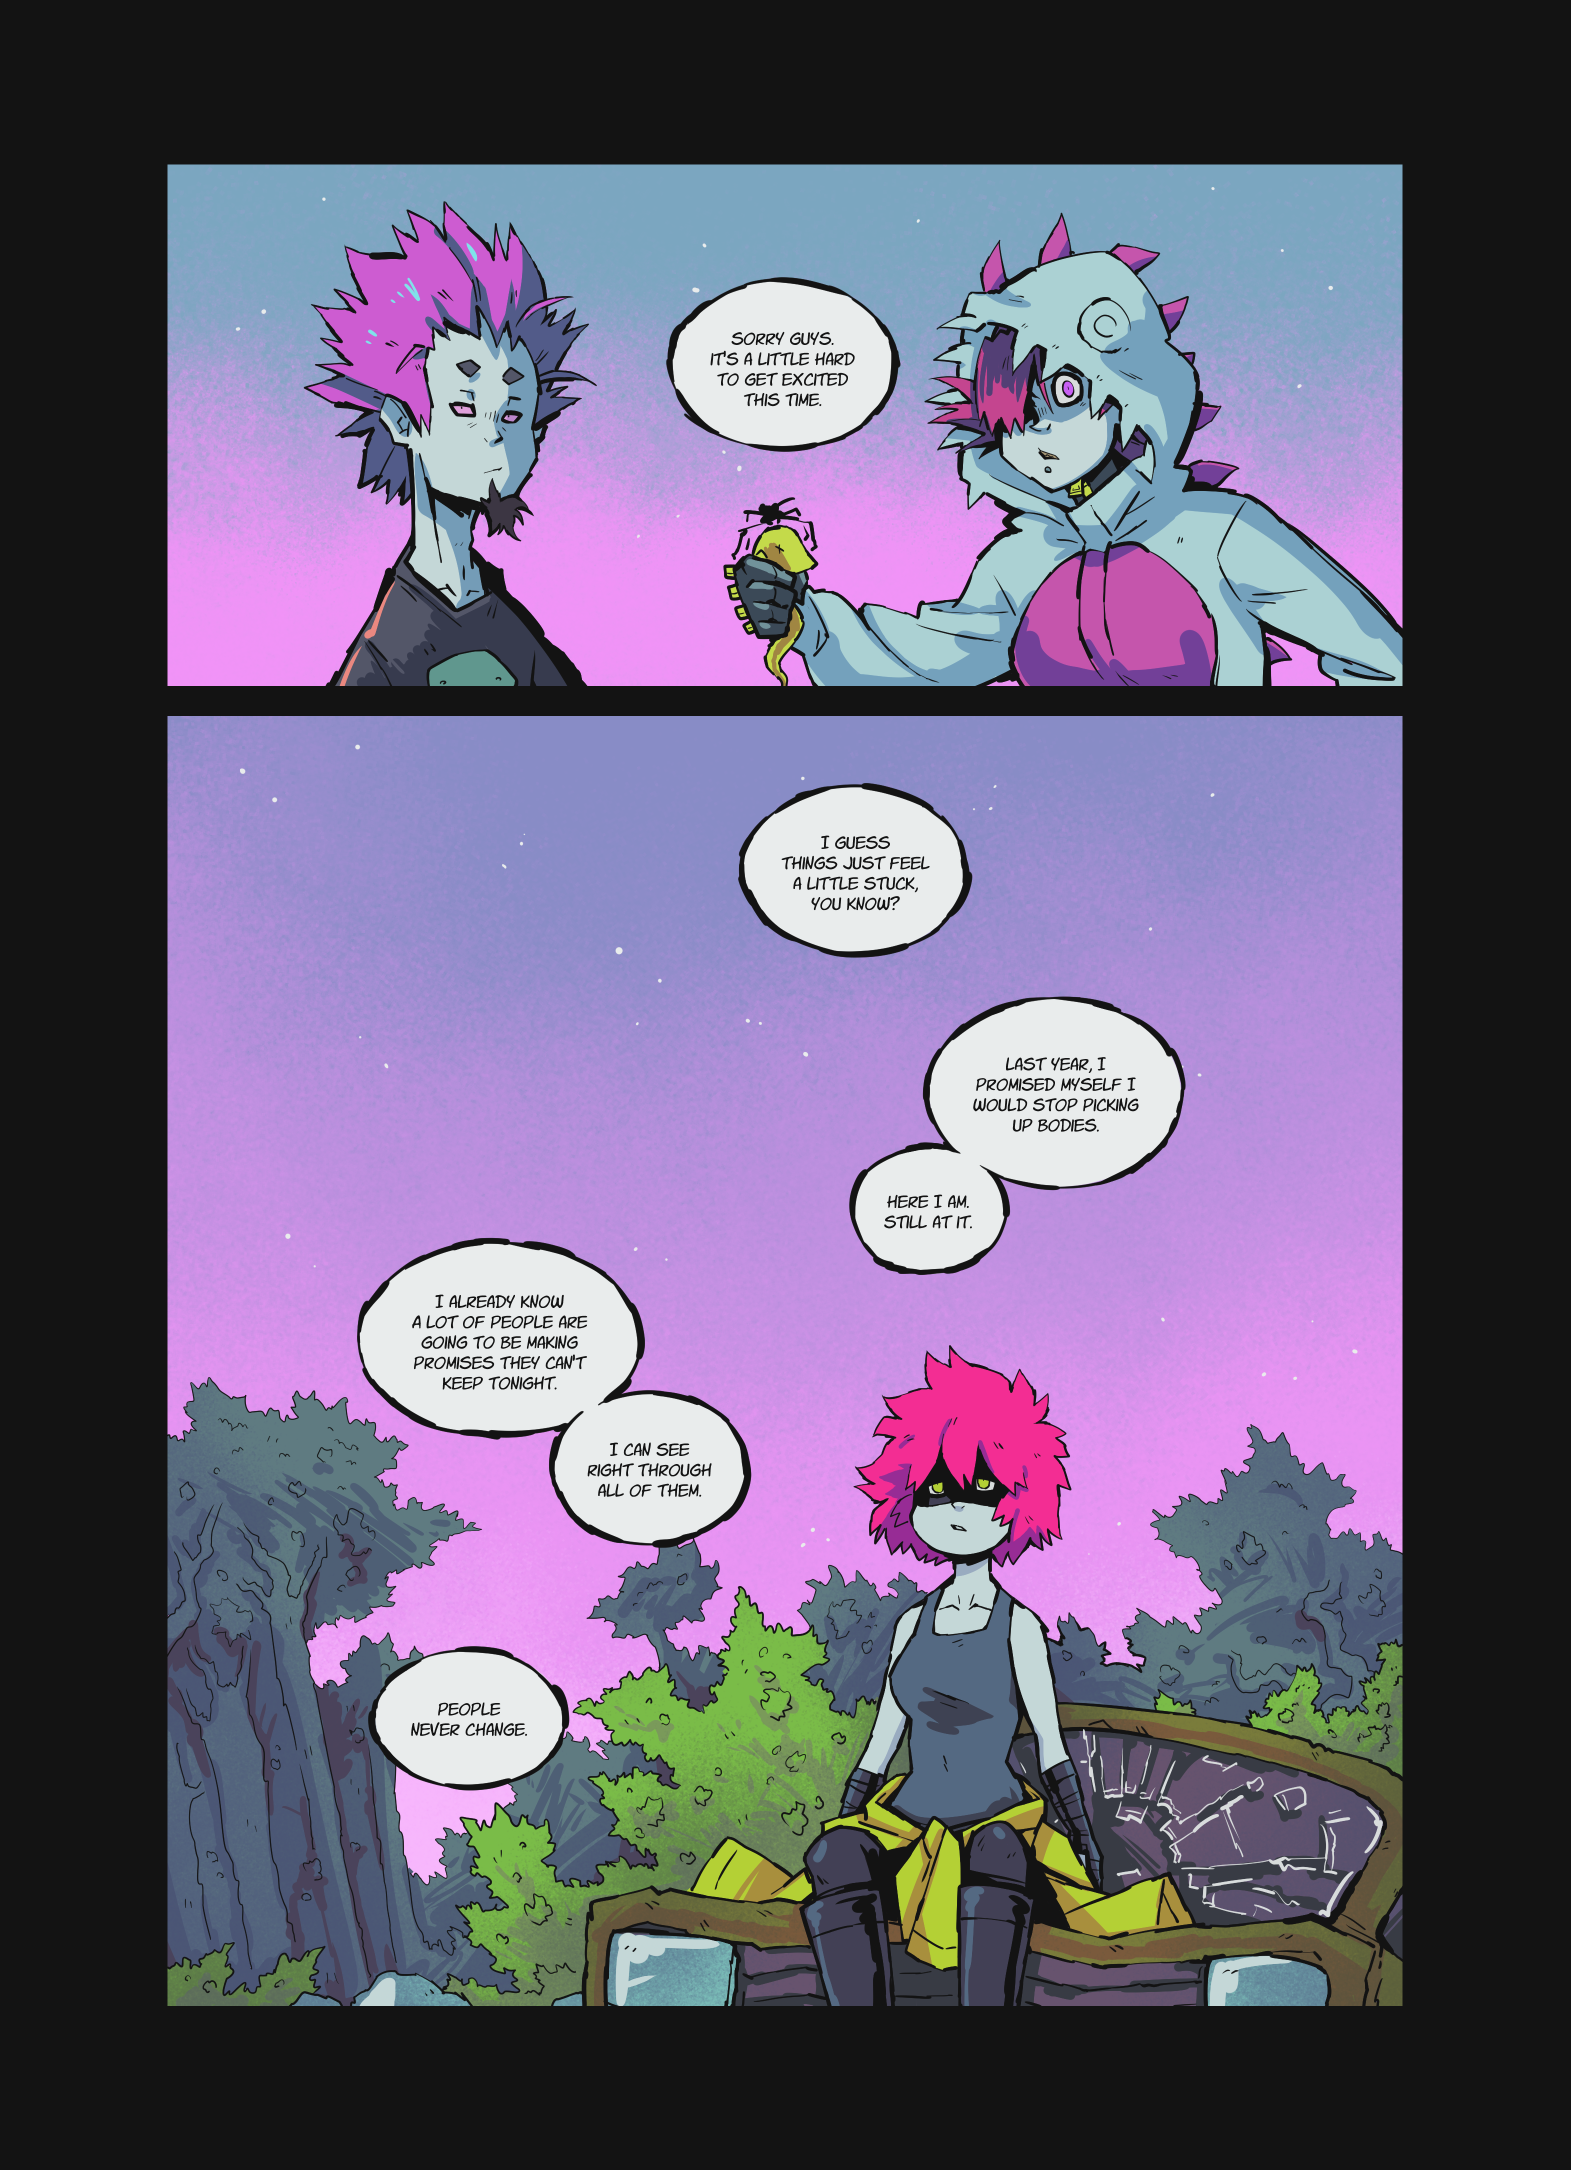 SORRY GUYS.
IT'S A LITTLE HARD
TO GET EXCITED
THIS TIME.
I GUESS
THINGS JUST FEEL
A LITTLE STUCK,
YOU KNOW?
LAST YEAR, I
PROMISED MYSELF I
WOULD STOP PICKING
UP BODIES.
HERE I AM.
STILL AT IT.
I ALREADY KNOW
A LOT OF PEOPLE ARE
GOING TO BE MAKING
PROMISES THEY CAN'T
KEEP TONIGHT.
I CAN SEE
RIGHT THROUGH
ALL OF THEM.
PEOPLE
NEVER CHANGE.